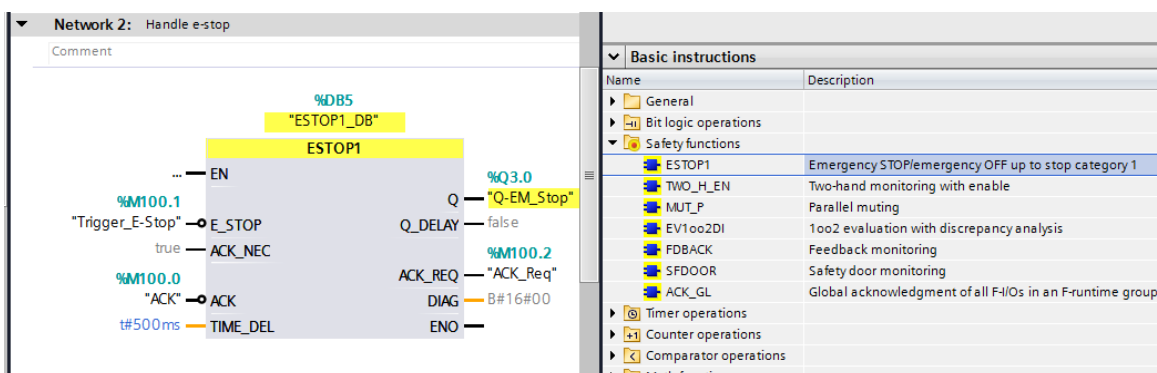 Network 2: Handle e-stop
Comment
%DB5
"ESTOP1_DB"
ESTOP1
... EN
%Q3.0
Q "Q-EM_Stop"
%M100.1
"Trigger_E-Stop" E_STOP
Q_DELAY false
true ACK_NEC
%M100.2
ACK_REQ "ACK_Req"
%M100.0
"ACK" ACK
DIAG B#16#00
t#500ms TIME_DEL
ENO
Basic instructions
Name Description
General
Bit logic operations
Safety functions
ESTOP1 Emergency STOP/emergency OFF up to stop category 1
TWO_H_EN Two-hand monitoring with enable
MUT_P Parallel muting
EV1oo2DI 1oo2 evaluation with discrepancy analysis
FDBACK Feedback monitoring
SFDOOR Safety door monitoring
ACK_GL Global acknowledgment of all F-I/Os in an F-runtime group
Timer operations
Counter operations
Comparator operations